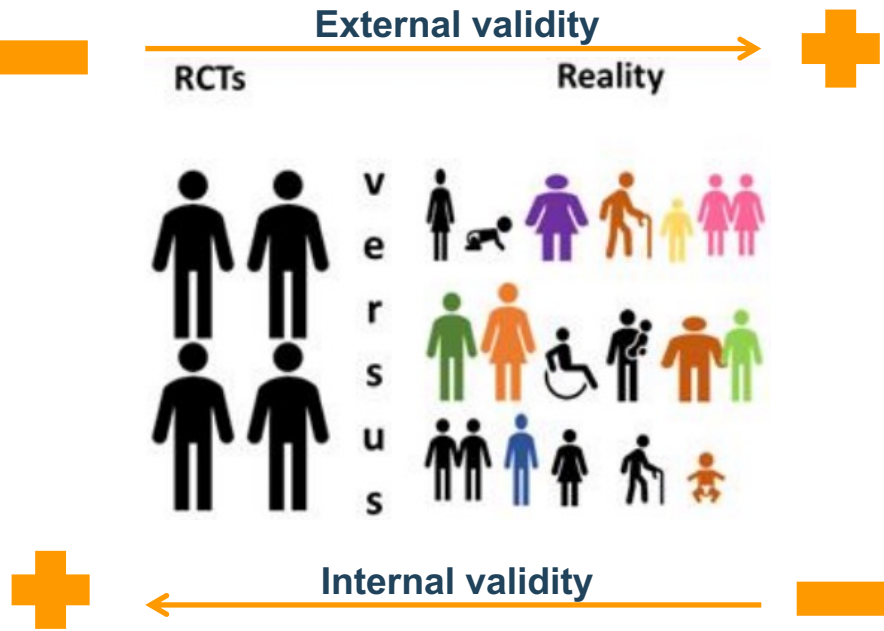 External validity
RCTs
Reality
v
e
r
s
u
s
Internal validity